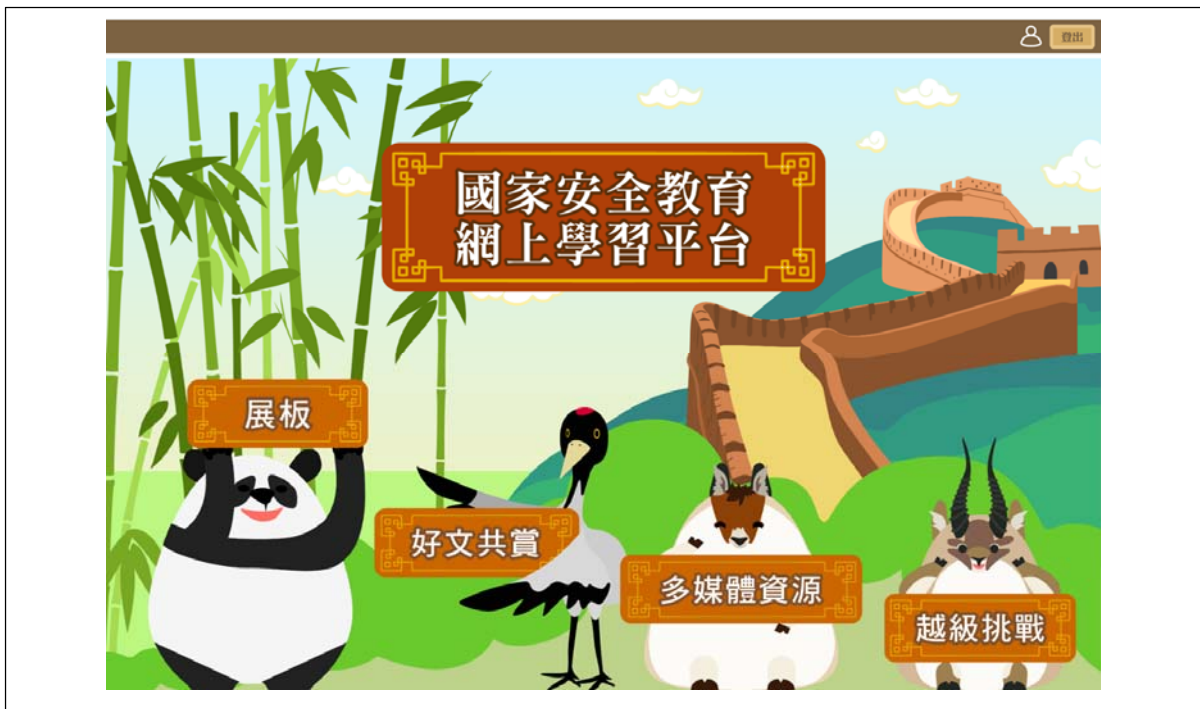 登出
國家安全教育
網上學習平台
展板
好文共賞
多媒體資源
越級挑戰